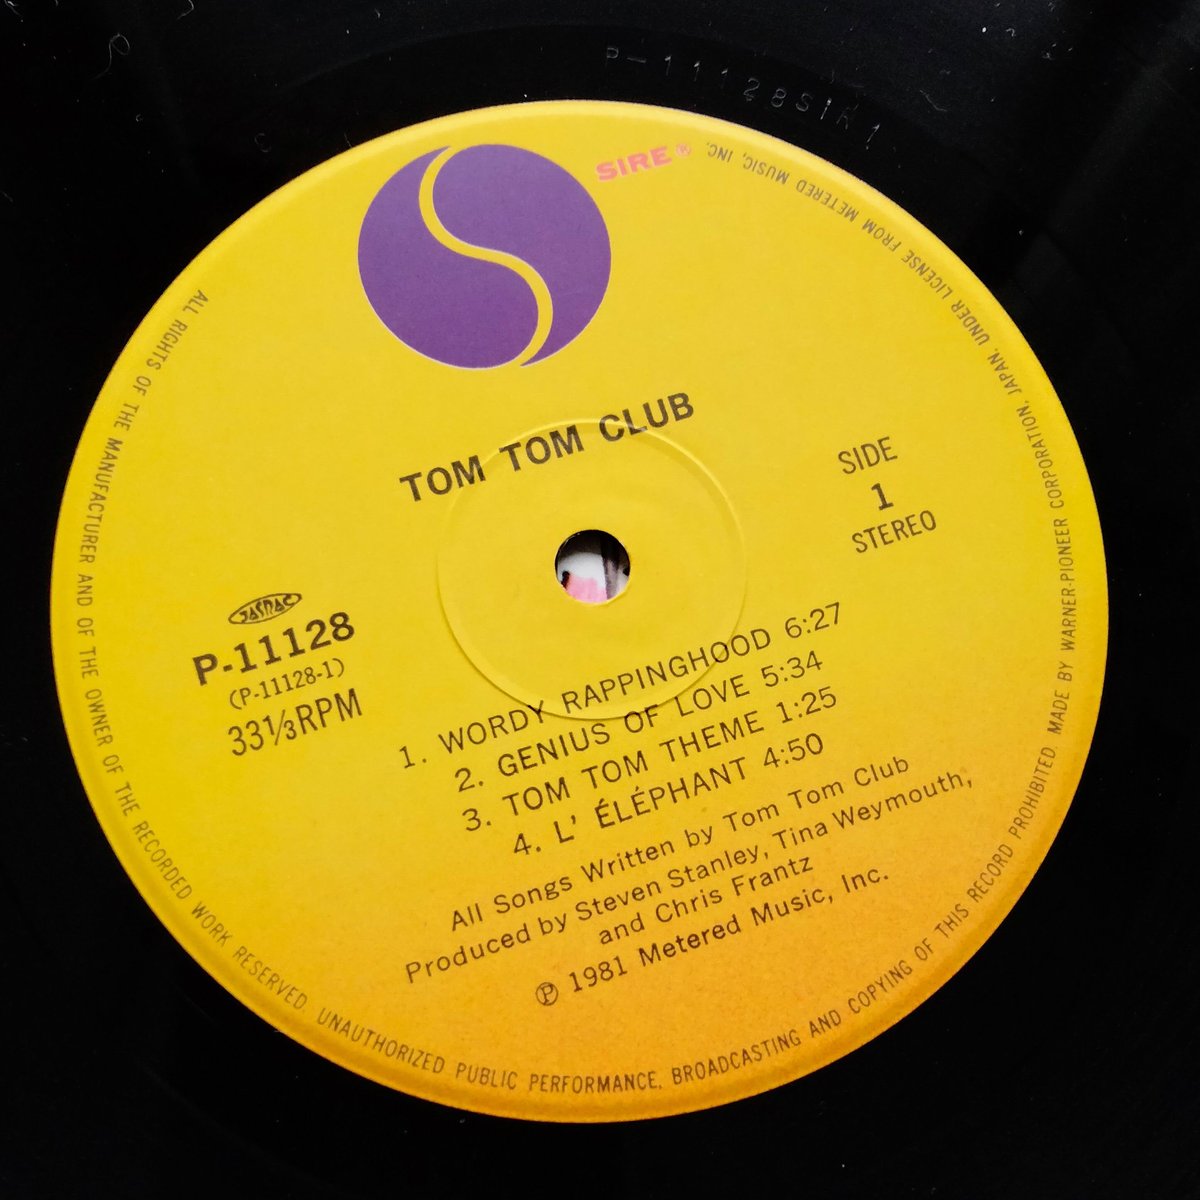 P-11128S1R1
SIRE®
TOM TOM CLUB
SIDE
1
STEREO
JASRAC
P-11128
(P-11128-1)
33⅓RPM
1. WORDY RAPPINGHOOD 6:27
2. GENIUS OF LOVE 5:34
3. TOM TOM THEME 1:25
4. L' ÉLÉPHANT 4:50
All Songs Written by Tom Tom Club
Produced by Steven Stanley, Tina Weymouth,
and Chris Frantz
Ⓟ 1981 Metered Music, Inc.
ALL RIGHTS OF THE MANUFACTURER AND OF THE OWNER OF THE RECORDED WORK RESERVED. UNAUTHORIZED PUBLIC PERFORMANCE, BROADCASTING AND COPYING OF THIS RECORD PROHIBITED MADE BY WARNER-PIONEER CORPORATION, JAPAN, UNDER LICENSE FROM METERED MUSIC, INC.